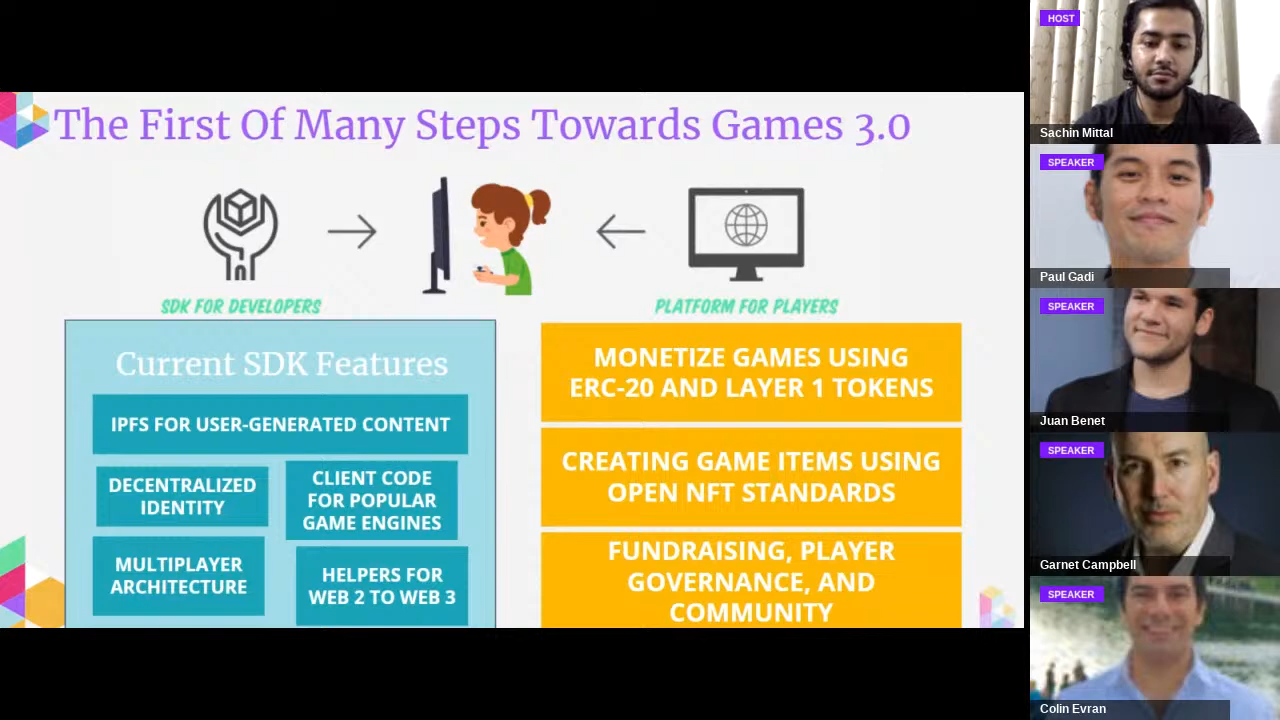 The First Of Many Steps Towards Games 3.0
SDK FOR DEVELOPERS
PLATFORM FOR PLAYERS
Current SDK Features
IPFS FOR USER-GENERATED CONTENT
DECENTRALIZED
IDENTITY
CLIENT CODE
FOR POPULAR
GAME ENGINES
MULTIPLAYER
ARCHITECTURE
HELPERS FOR
WEB 2 TO WEB 3
MONETIZE GAMES USING
ERC-20 AND LAYER 1 TOKENS
CREATING GAME ITEMS USING
OPEN NFT STANDARDS
FUNDRAISING, PLAYER
GOVERNANCE, AND
COMMUNITY
HOST
Sachin Mittal
SPEAKER
Paul Gadi
SPEAKER
Juan Benet
SPEAKER
Garnet Campbell
SPEAKER
Colin Evran